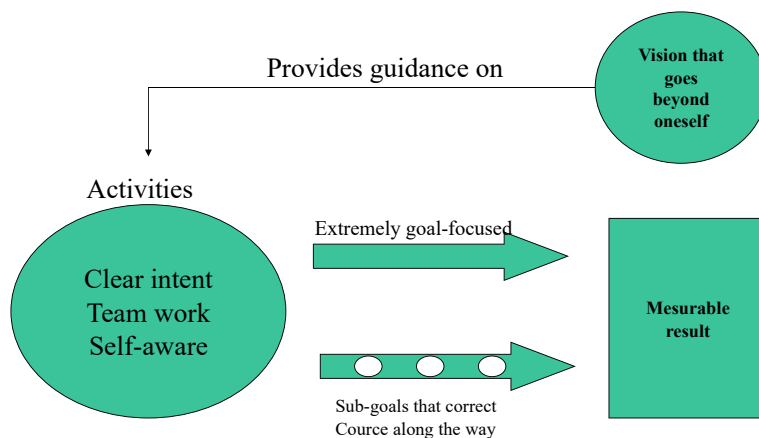 Provides guidance on
Vision that
goes
beyond
oneself
Activities
Clear intent
Team work
Self-aware
Extremely goal-focused
Mesurable
result
Sub-goals that correct
Cource along the way